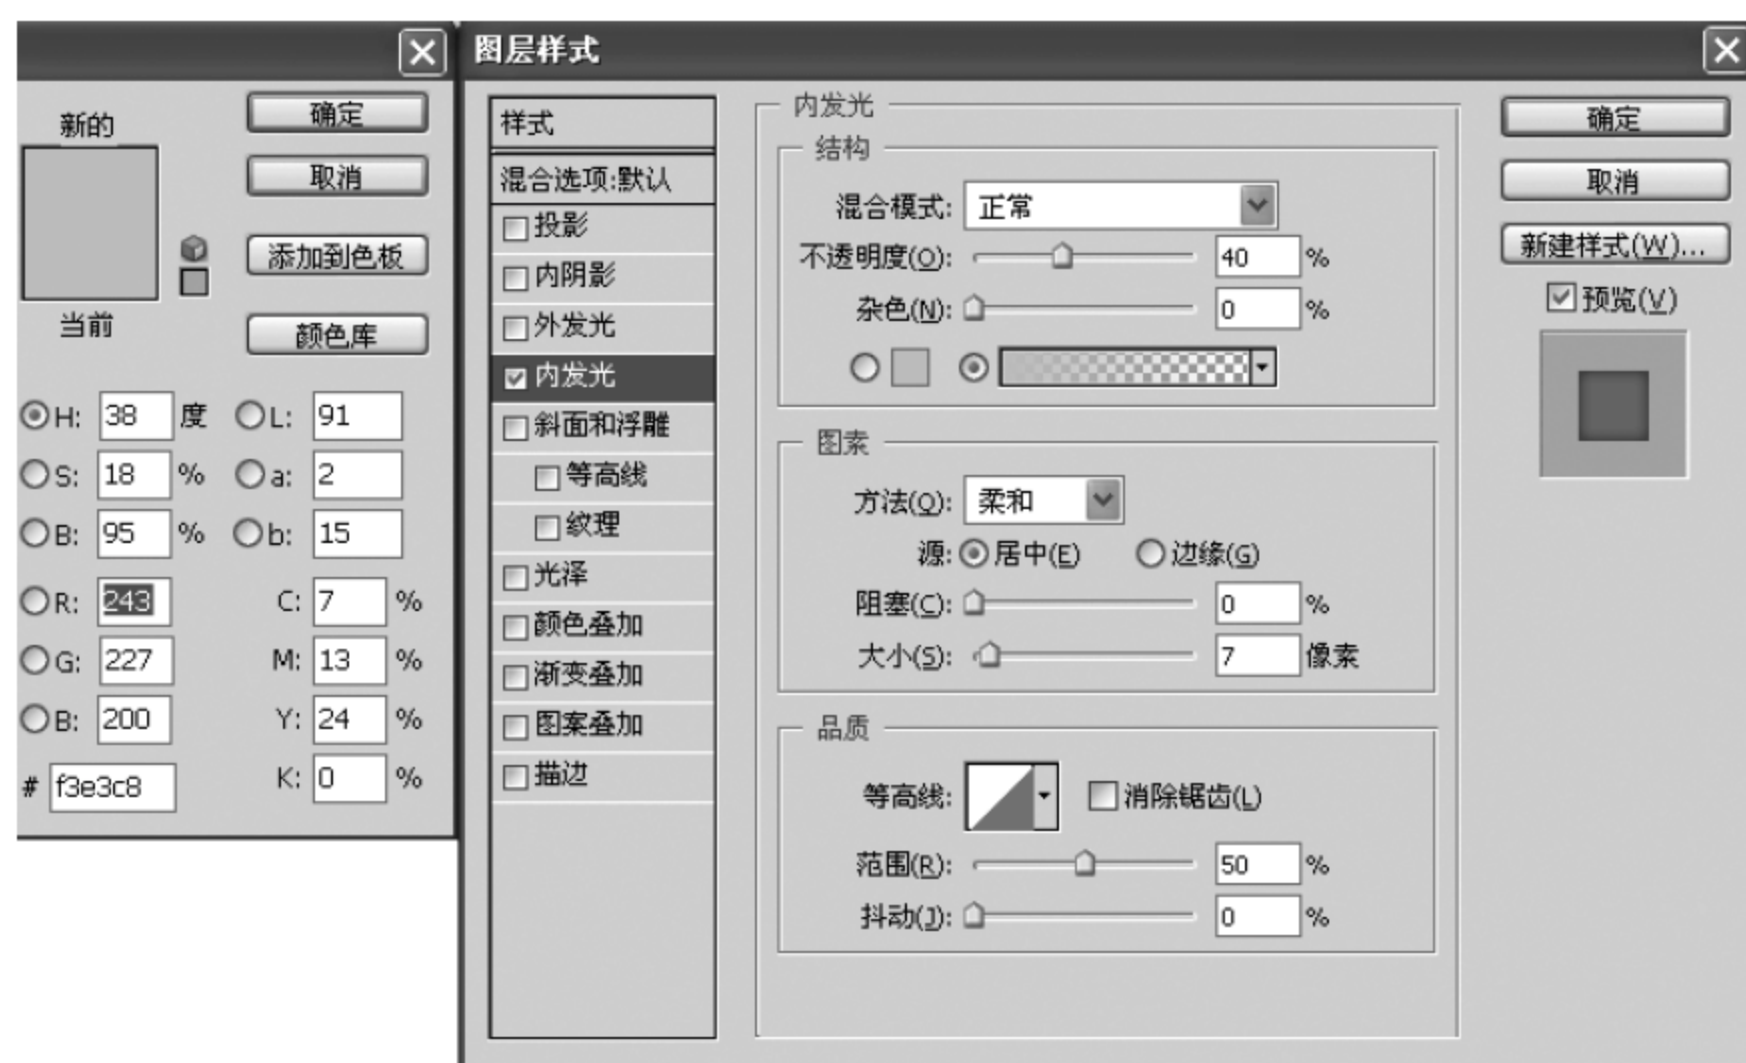 新的
确定
取消
添加到色板
当前
颜色库
H: 38 度 L: 91
S: 18 % a: 2
B: 95 % b: 15
R: 243 C: 7 %
G: 227 M: 13 %
B: 200 Y: 24 %
# f3e3c8 K: 0 %
图层样式
样式
混合选项:默认
投影
内阴影
外发光
内发光
斜面和浮雕
等高线
纹理
光泽
颜色叠加
渐变叠加
图案叠加
描边
内发光
结构
混合模式: 正常
不透明度(O): 40 %
杂色(N): 0 %
图素
方法(Q): 柔和
源: 居中(E) 边缘(G)
阻塞(C): 0 %
大小(S): 7 像素
品质
等高线: 消除锯齿(L)
范围(R): 50 %
抖动(J): 0 %
确定
取消
新建样式(W)...
预览(V)